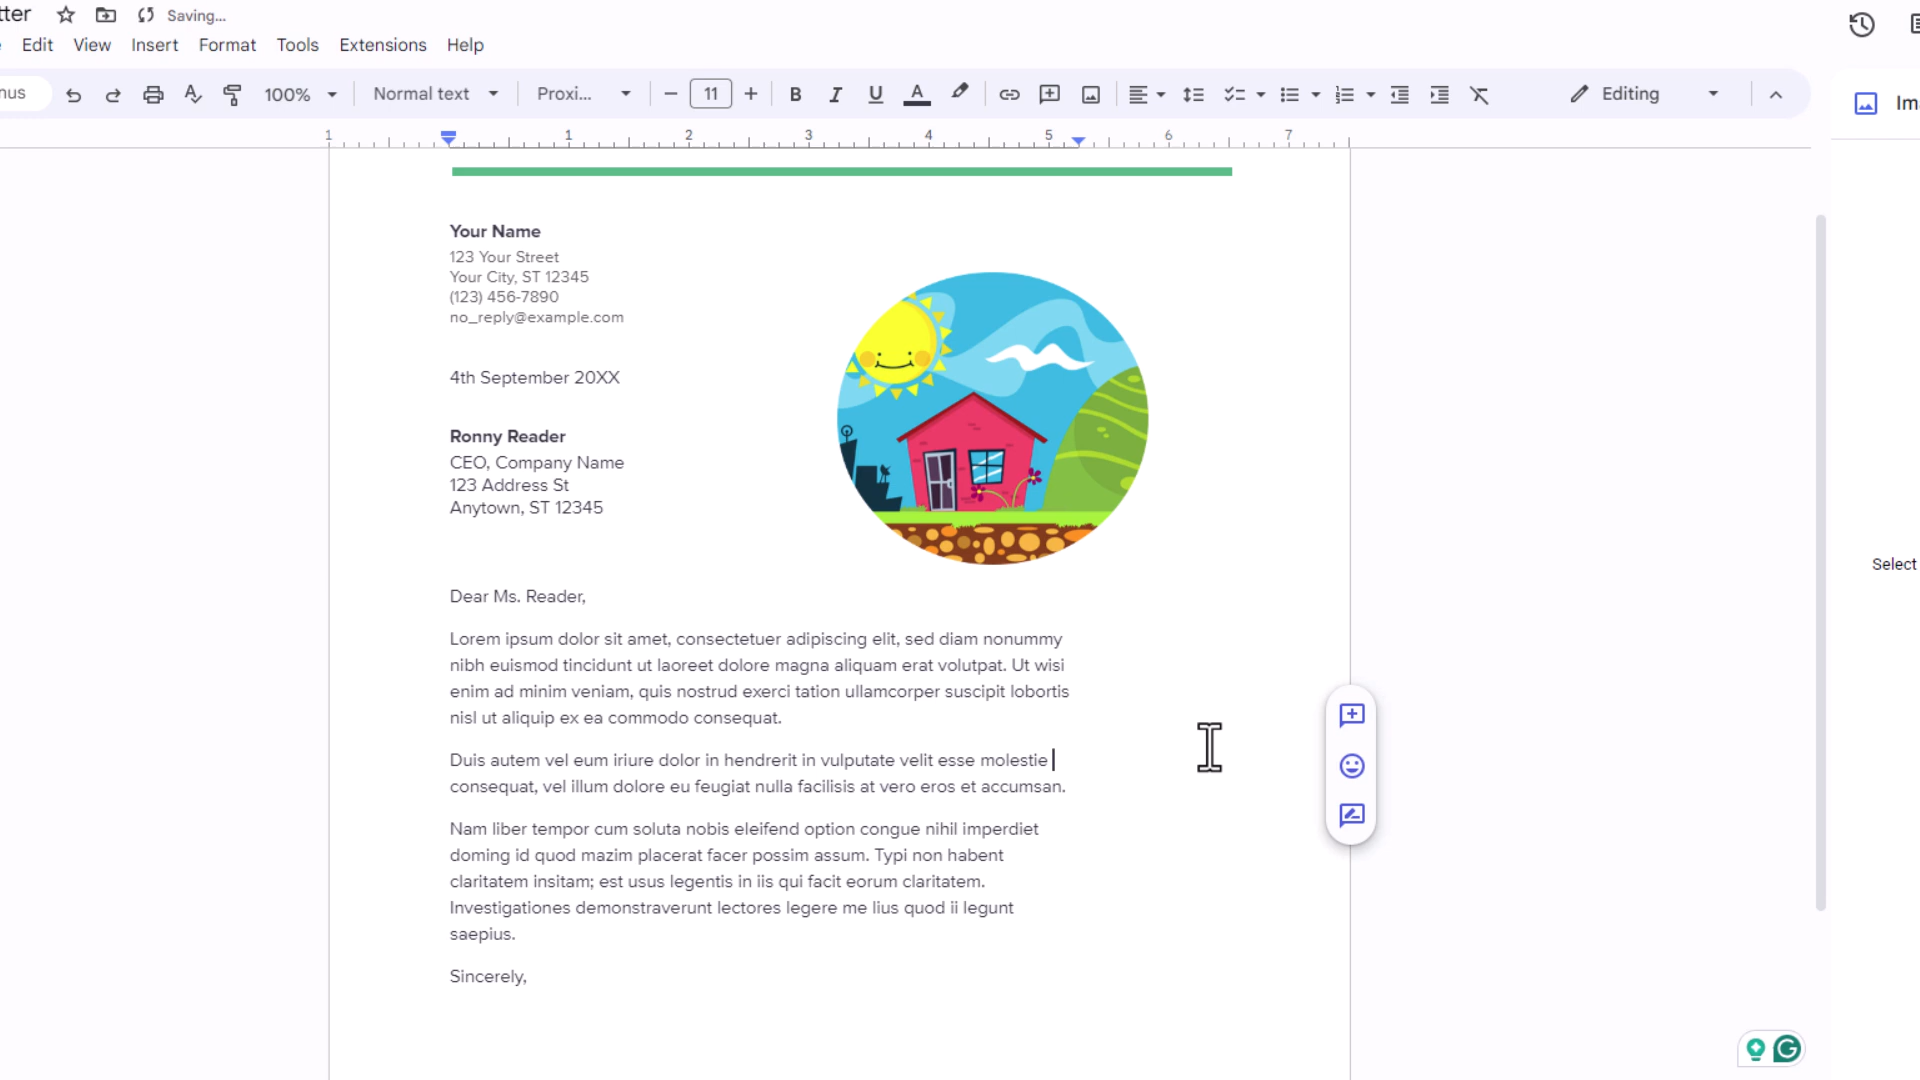 tter Saving...
Edit View Insert Format Tools Extensions Help
nus 100% Normal text Proxi... 11 B I U A Editing Ima
1 1 2 3 4 5 6 7
Your Name
123 Your Street
Your City, ST 12345
(123) 456-7890
no_reply@example.com
4th September 20XX
Ronny Reader
CEO, Company Name
123 Address St
Anytown, ST 12345
Dear Ms. Reader,
Lorem ipsum dolor sit amet, consectetuer adipiscing elit, sed diam nonummy
nibh euismod tincidunt ut laoreet dolore magna aliquam erat volutpat. Ut wisi
enim ad minim veniam, quis nostrud exerci tation ullamcorper suscipit lobortis
nisl ut aliquip ex ea commodo consequat.
Duis autem vel eum iriure dolor in hendrerit in vulputate velit esse molestie
consequat, vel illum dolore eu feugiat nulla facilisis at vero eros et accumsan.
Nam liber tempor cum soluta nobis eleifend option congue nihil imperdiet
doming id quod mazim placerat facer possim assum. Typi non habent
claritatem insitam; est usus legentis in iis qui facit eorum claritatem.
Investigationes demonstraverunt lectores legere me lius quod ii legunt
saepius.
Sincerely,
Select